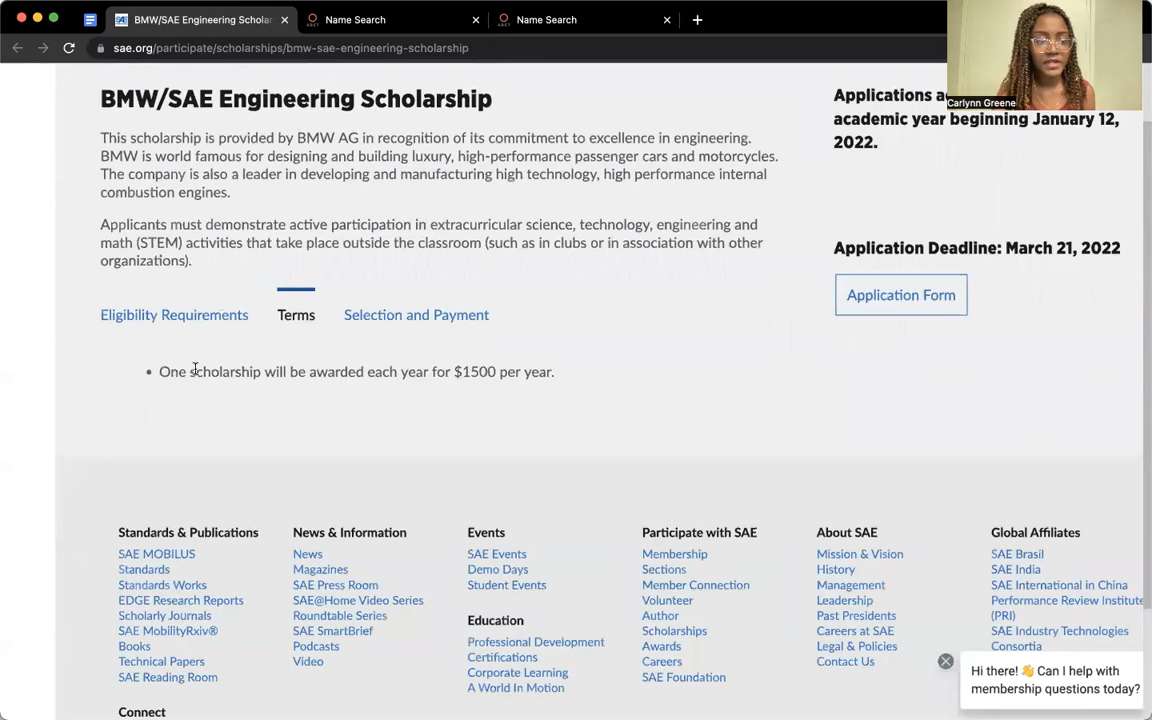 BMW/SAE Engineering Scholar
Name Search
Name Search
sae.org/participate/scholarships/bmw-sae-engineering-scholarship
Carlynn Greene
BMW/SAE Engineering Scholarship
This scholarship is provided by BMW AG in recognition of its commitment to excellence in engineering.
BMW is world famous for designing and building luxury, high-performance passenger cars and motorcycles.
The company is also a leader in developing and manufacturing high technology, high performance internal
combustion engines.
Applicants must demonstrate active participation in extracurricular science, technology, engineering and
math (STEM) activities that take place outside the classroom (such as in clubs or in association with other
organizations).
Applications
academic year beginning January 12,
2022.
Application Deadline: March 21, 2022
Application Form
Eligibility Requirements
Terms
Selection and Payment
• One scholarship will be awarded each year for $1500 per year.
Standards & Publications
SAE MOBILUS
Standards
Standards Works
EDGE Research Reports
Scholarly Journals
SAE MobilityRxiv®
Books
Technical Papers
SAE Reading Room
Connect
News & Information
News
Magazines
SAE Press Room
SAE@Home Video Series
Roundtable Series
SAE SmartBrief
Podcasts
Video
Events
SAE Events
Demo Days
Student Events
Education
Professional Development
Certifications
Corporate Learning
A World In Motion
Participate with SAE
Membership
Sections
Member Connection
Volunteer
Author
Scholarships
Awards
Careers
SAE Foundation
About SAE
Mission & Vision
History
Management
Leadership
Past Presidents
Careers at SAE
Legal & Policies
Contact Us
Global Affiliates
SAE Brasil
SAE India
SAE International in China
Performance Review Institute
(PRI)
SAE Industry Technologies
Consortia
Hi there! 👋 Can I help with
membership questions today?